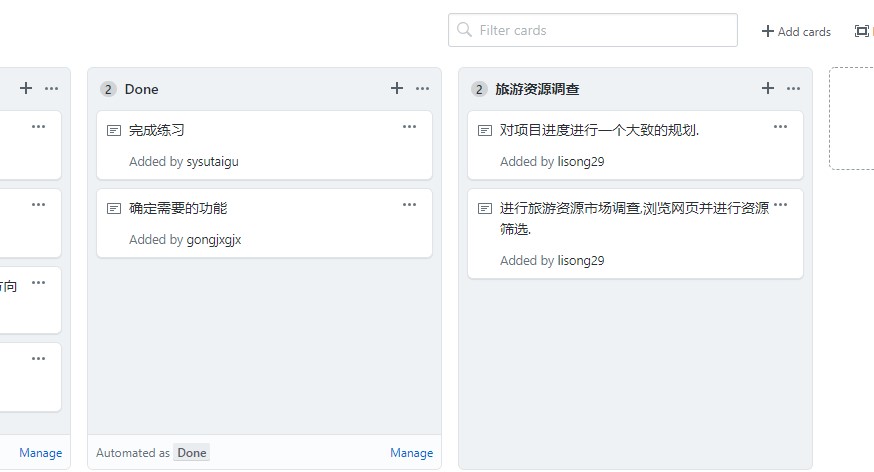 Filter cards
Add cards
方向
Manage
2 Done
完成练习
Added by sysutaigu
确定需要的功能
Added by gongjxgjx
Automated as Done
Manage
2 旅游资源调查
对项目进度进行一个大致的规划.
Added by lisong29
进行旅游资源市场调查,浏览网页并进行资源
筛选.
Added by lisong29